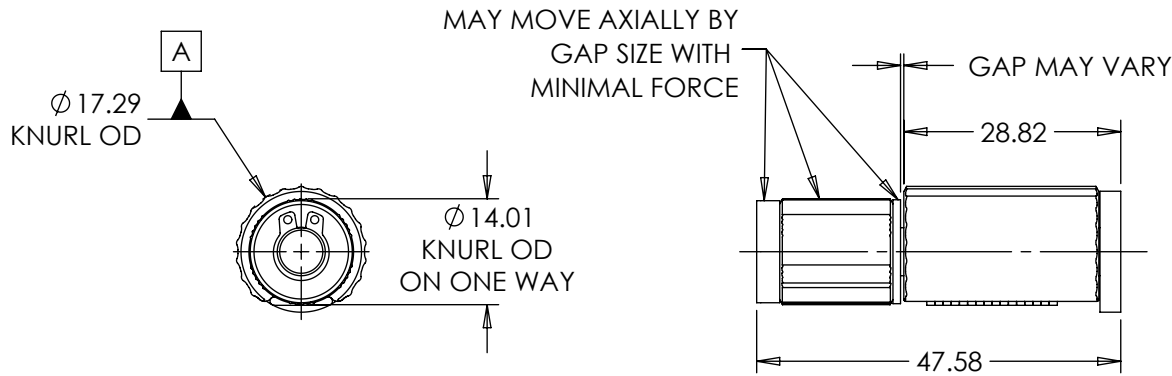 MAY MOVE AXIALLY BY
GAP SIZE WITH
MINIMAL FORCE
GAP MAY VARY
A
⌀17.29
KNURL OD
28.82
⌀14.01
KNURL OD
ON ONE WAY
47.58